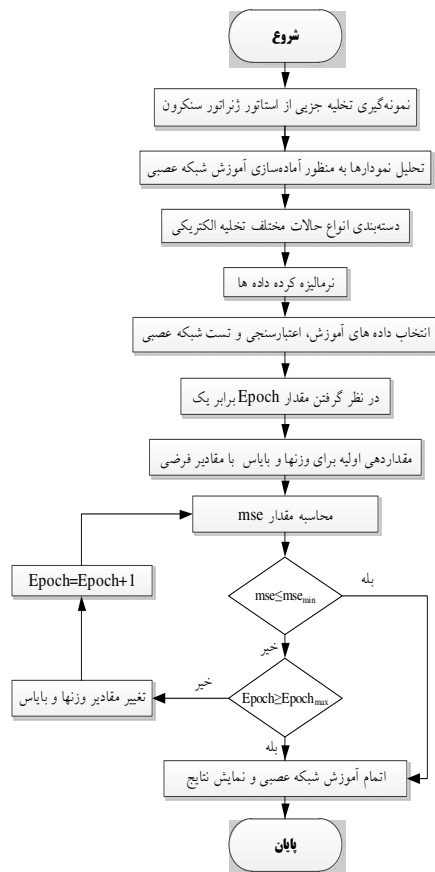 شروع
نمونه‌گیری تخلیه جزیی از استاتور ژنراتور سنکرون
تحلیل نمودارها به منظور آماده‌سازی آموزش شبکه عصبی
دسته‌بندی انواع حالات مختلف تخلیه الکتریکی
نرمالیزه کرده داده ها
انتخاب داده های آموزش، اعتبارسنجی و تست شبکه عصبی
در نظر گرفتن مقدار Epoch برابر یک
مقداردهی اولیه برای وزنها و بایاس با مقادیر فرضی
محاسبه مقدار mse
Epoch=Epoch+1
mse≤mse_min
بله
خیر
Epoch≥Epoch_max
خیر
تغییر مقادیر وزنها و بایاس
بله
اتمام آموزش شبکه عصبی و نمایش نتایج
پایان